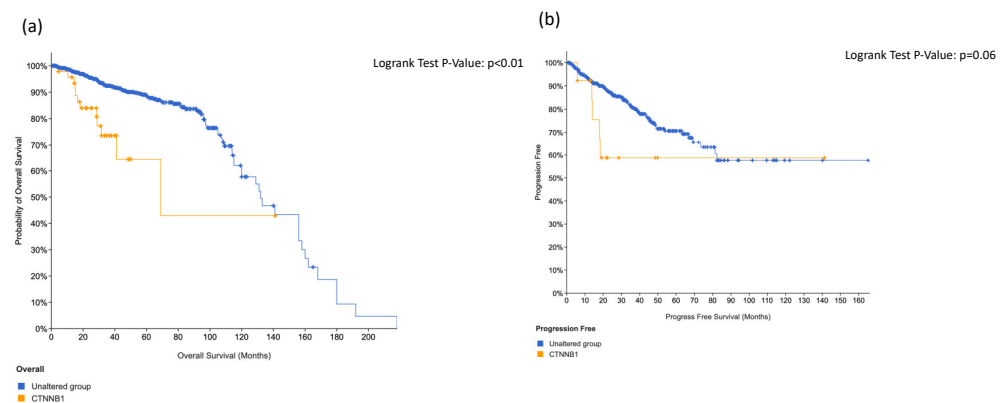 (a)
Logrank Test P-Value: p<0.01
100%
90%
80%
70%
60%
50%
40%
30%
20%
10%
0%
Probability of Overall Survival
0 20 40 60 80 100 120 140 160 180 200
Overall Survival (Months)
Overall
Unaltered group
CTNNB1
(b)
Logrank Test P-Value: p=0.06
100%
90%
80%
70%
60%
50%
40%
30%
20%
10%
0%
Progression Free
0 10 20 30 40 50 60 70 80 90 100 110 120 130 140 150 160
Progress Free Survival (Months)
Progression Free
Unaltered group
CTNNB1